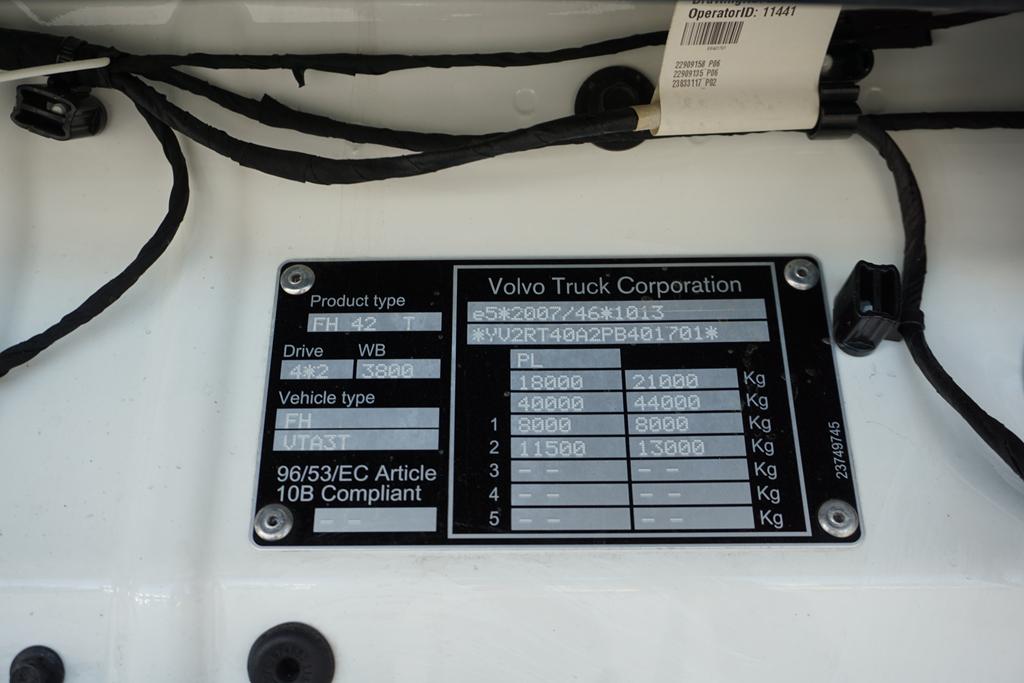 OperatorID: 11441
22909158 P06
22909135 P06
23833117 P02
Volvo Truck Corporation
e5*2007/46*1013
*YV2RT40A2PB401701*
Product type
FH 42 T
Drive WB
4*2 3800
Vehicle type
FH
VTA3T
96/53/EC Article
10B Compliant
- -
PL
18000 21000 Kg
40000 44000 Kg
1 8000 8000 Kg
2 11500 13000 Kg
3 - - - - Kg
4 - - - - Kg
5 - - - - Kg
23749745